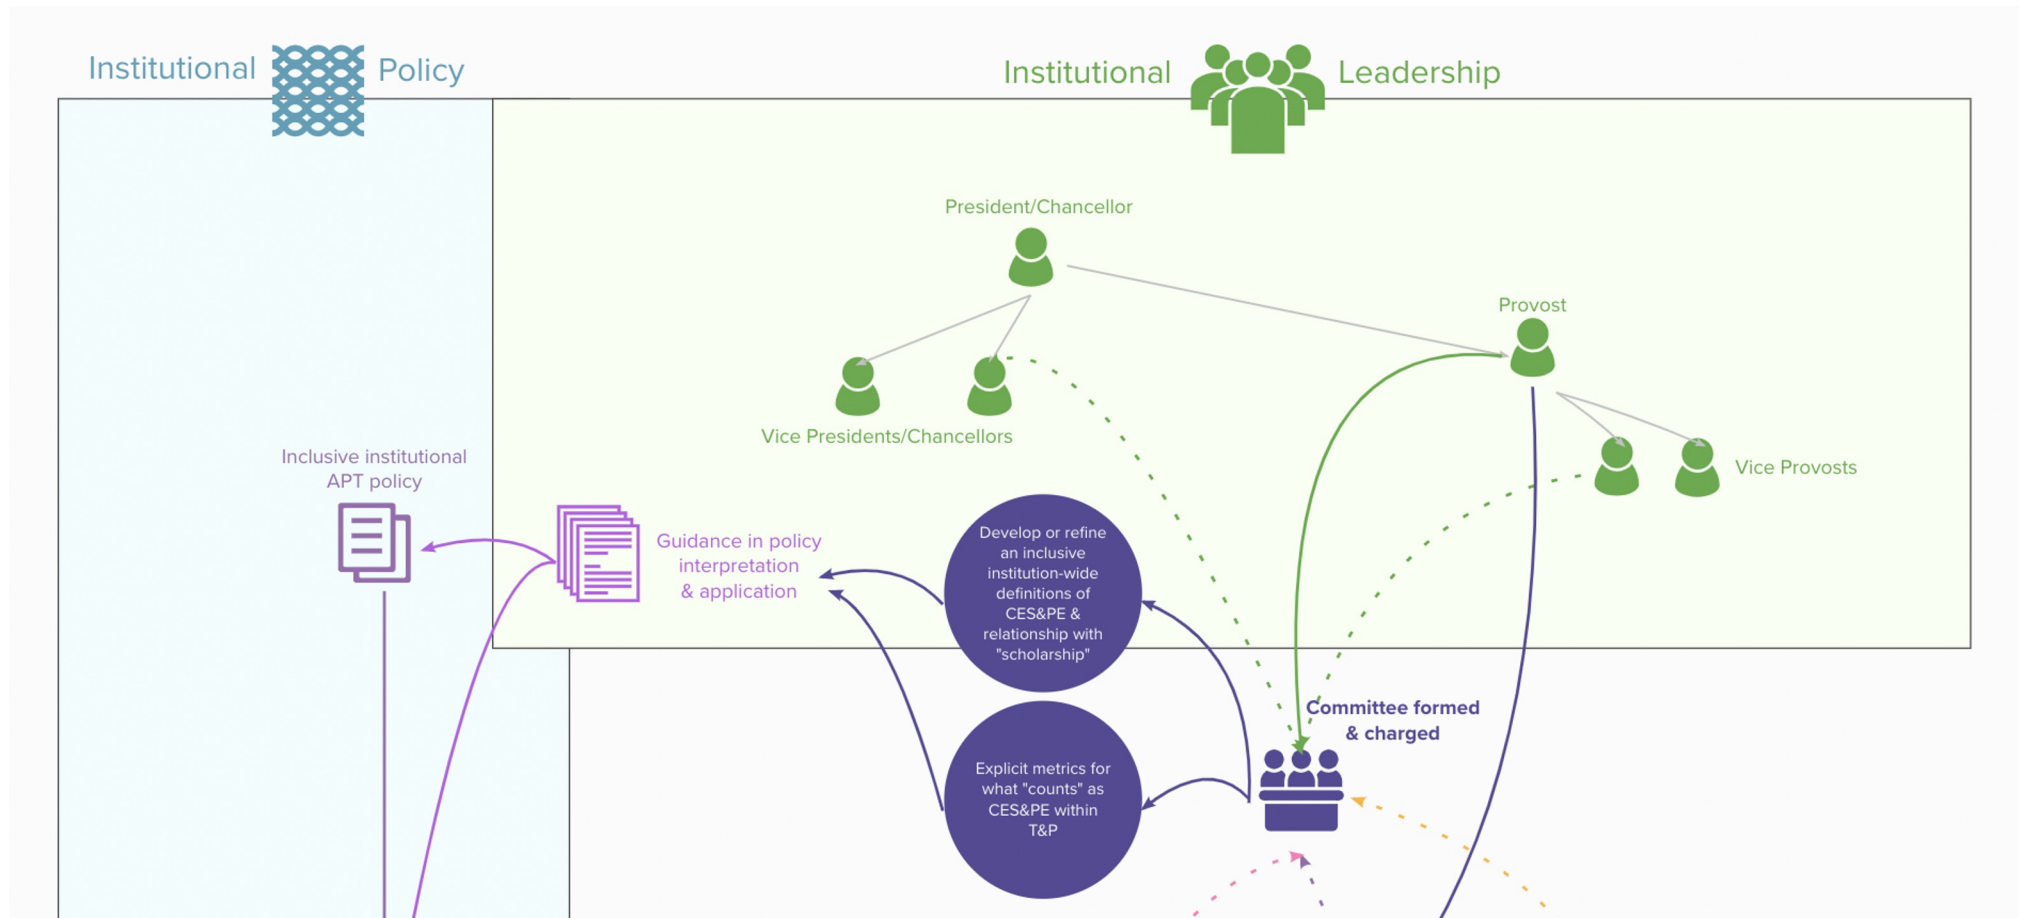 Institutional Policy
Institutional Leadership
President/Chancellor
Provost
Vice Presidents/Chancellors
Vice Provosts
Inclusive institutional
APT policy
Guidance in policy
interpretation
& application
Develop or refine
an inclusive
institution-wide
definitions of
CES&PE &
relationship with
"scholarship"
Committee formed
& charged
Explicit metrics for
what "counts" as
CES&PE within
T&P